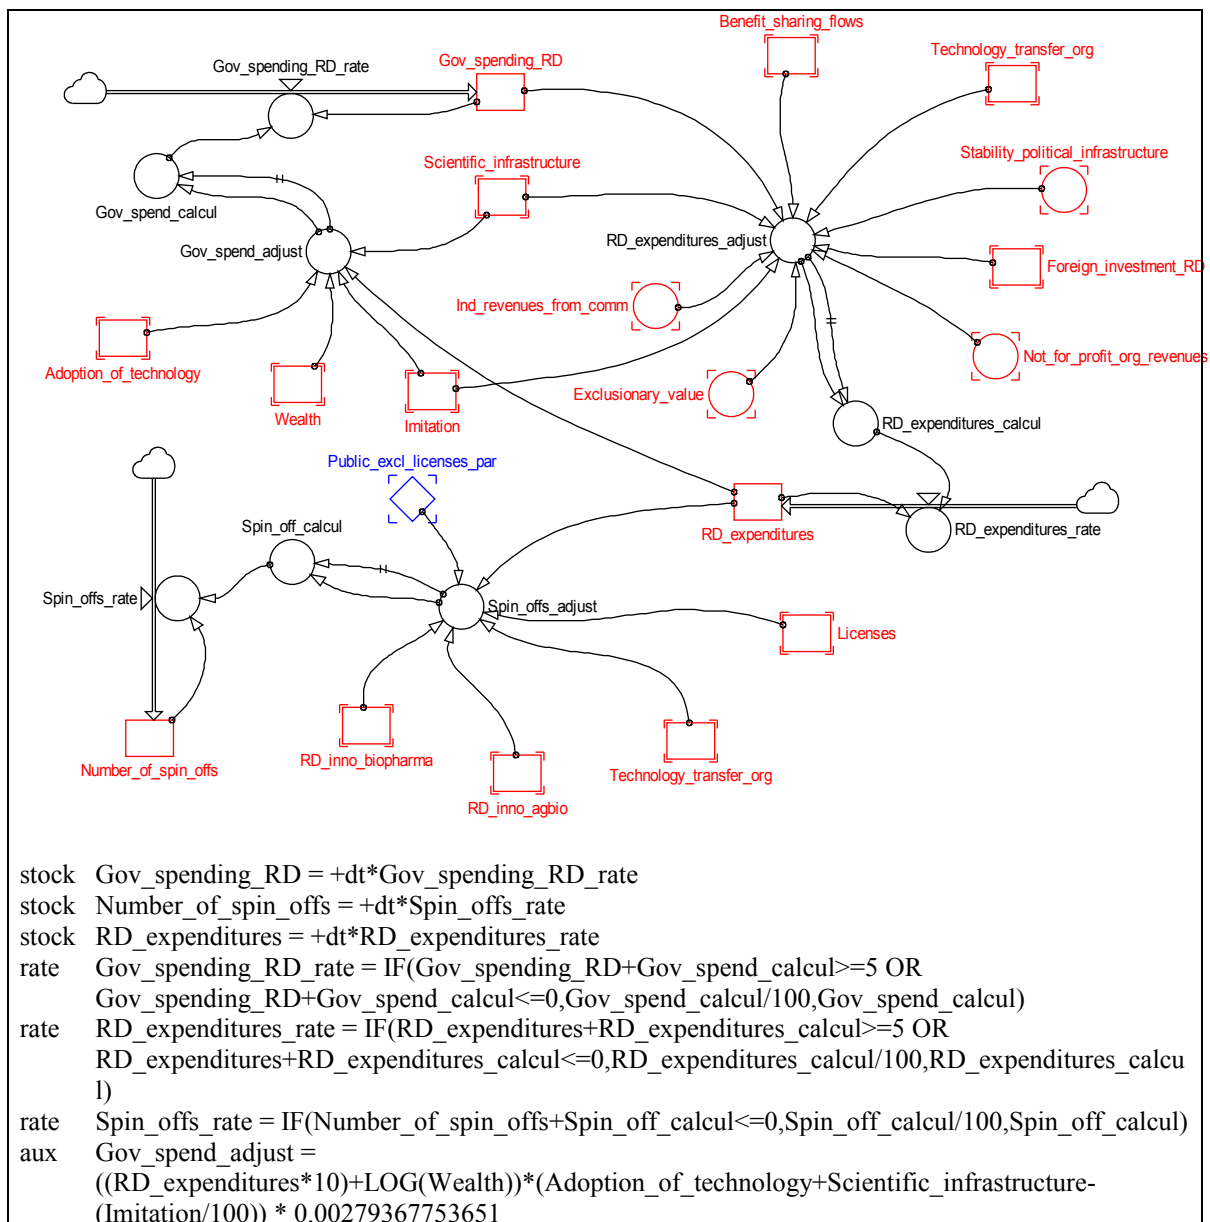 Benefit_sharing_flows
Technology_transfer_org
Gov_spending_RD_rate
Gov_spending_RD
Scientific_infrastructure
Stability_political_infrastructure
Gov_spend_calcul
Gov_spend_adjust
RD_expenditures_adjust
Foreign_investment_RD
Ind_revenues_from_comm
Not_for_profit_org_revenues
Adoption_of_technology
Wealth
Imitation
Exclusionary_value
RD_expenditures_calcul
Public_excl_licenses_par
Spin_off_calcul
RD_expenditures
RD_expenditures_rate
Spin_offs_rate
Spin_offs_adjust
Licenses
Number_of_spin_offs
RD_inno_biopharma
RD_inno_agbio
Technology_transfer_org
stock Gov_spending_RD = +dt*Gov_spending_RD_rate
stock Number_of_spin_offs = +dt*Spin_offs_rate
stock RD_expenditures = +dt*RD_expenditures_rate
rate Gov_spending_RD_rate = IF(Gov_spending_RD+Gov_spend_calcul>=5 OR
Gov_spending_RD+Gov_spend_calcul<=0,Gov_spend_calcul/100,Gov_spend_calcul)
rate RD_expenditures_rate = IF(RD_expenditures+RD_expenditures_calcul>=5 OR
RD_expenditures+RD_expenditures_calcul<=0,RD_expenditures_calcul/100,RD_expenditures_calcu
l)
rate Spin_offs_rate = IF(Number_of_spin_offs+Spin_off_calcul<=0,Spin_off_calcul/100,Spin_off_calcul)
aux Gov_spend_adjust =
((RD_expenditures*10)+LOG(Wealth))*(Adoption_of_technology+Scientific_infrastructure-
(Imitation/100)) * 0.00279367753651